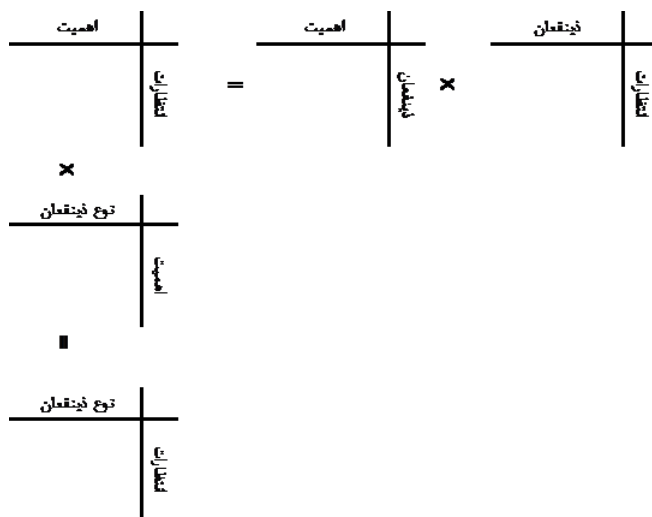 ذینفعان
انتظارات
×
اهمیت
ذینفعان
=
اهمیت
انتظارات
×
نوع ذینفعان
اهمیت
=
نوع ذینفعان
انتظارات